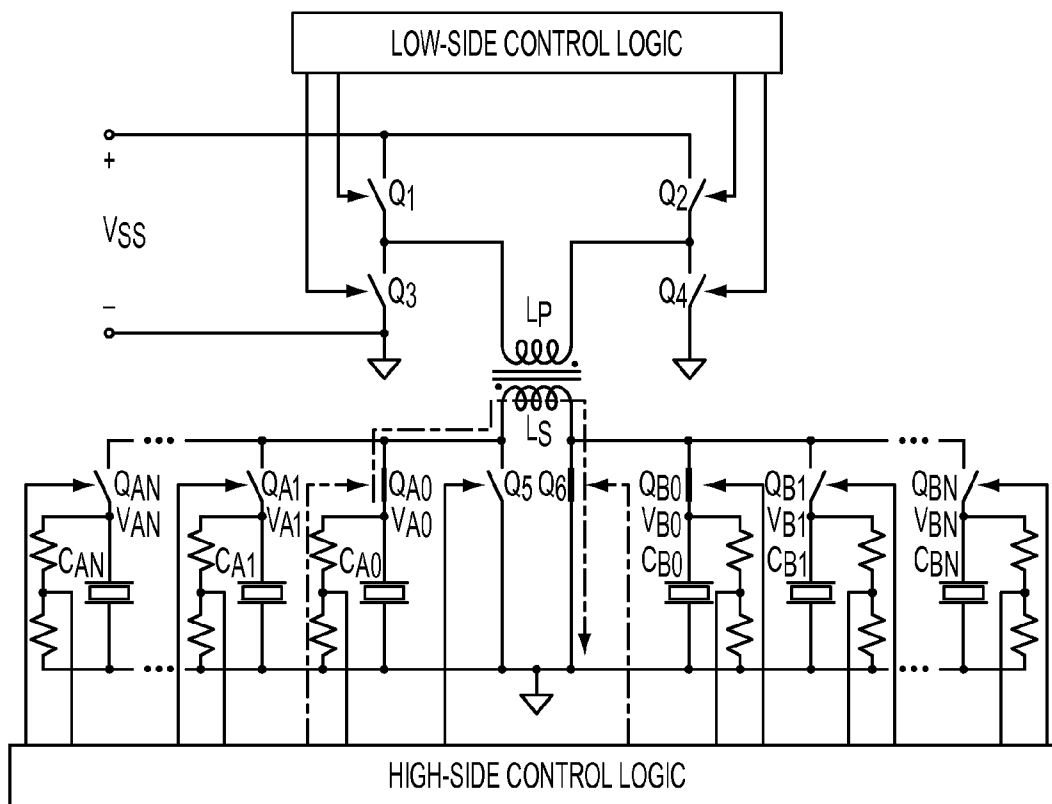 LOW-SIDE CONTROL LOGIC
+
VSS
–
Q1
Q2
Q3
Q4
LP
LS
QAN
QA1
QA0
Q5
Q6
QB0
QB1
QBN
VAN
VA1
VA0
VB0
VB1
VBN
CAN
CA1
CA0
CB0
CB1
CBN
HIGH-SIDE CONTROL LOGIC